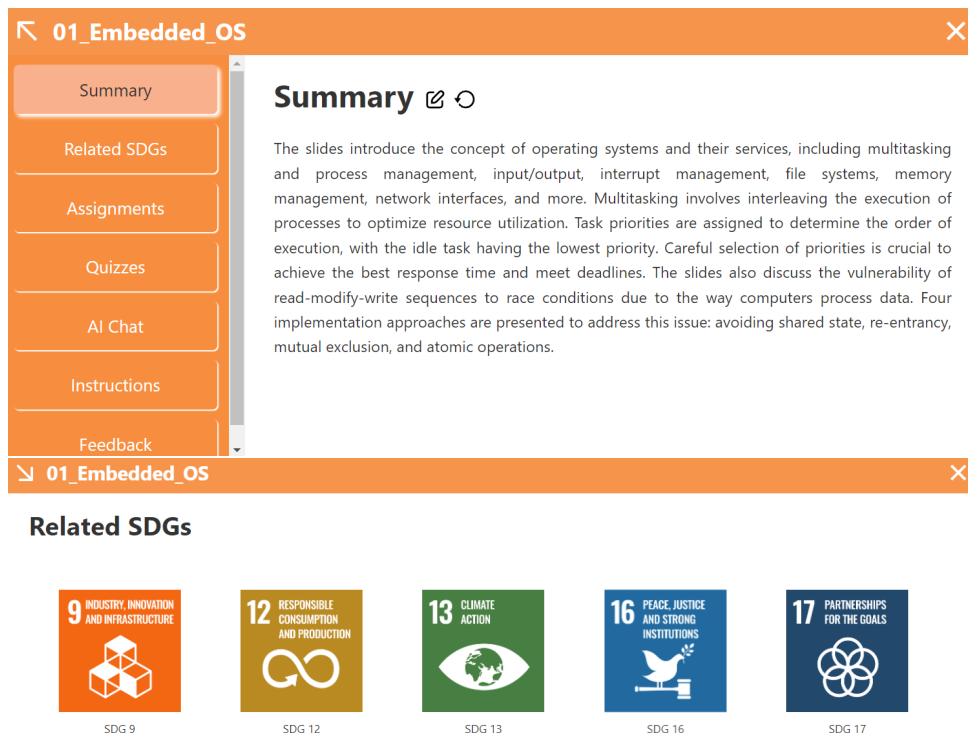 01_Embedded_OS
Summary
Related SDGs
Assignments
Quizzes
AI Chat
Instructions
Feedback
Summary
The slides introduce the concept of operating systems and their services, including multitasking
and process management, input/output, interrupt management, file systems, memory
management, network interfaces, and more. Multitasking involves interleaving the execution of
processes to optimize resource utilization. Task priorities are assigned to determine the order of
execution, with the idle task having the lowest priority. Careful selection of priorities is crucial to
achieve the best response time and meet deadlines. The slides also discuss the vulnerability of
read-modify-write sequences to race conditions due to the way computers process data. Four
implementation approaches are presented to address this issue: avoiding shared state, re-entrancy,
mutual exclusion, and atomic operations.
01_Embedded_OS
Related SDGs
9 INDUSTRY, INNOVATION
AND INFRASTRUCTURE
12 RESPONSIBLE
CONSUMPTION
AND PRODUCTION
13 CLIMATE
ACTION
16 PEACE, JUSTICE
AND STRONG
INSTITUTIONS
17 PARTNERSHIPS
FOR THE GOALS
SDG 9
SDG 12
SDG 13
SDG 16
SDG 17